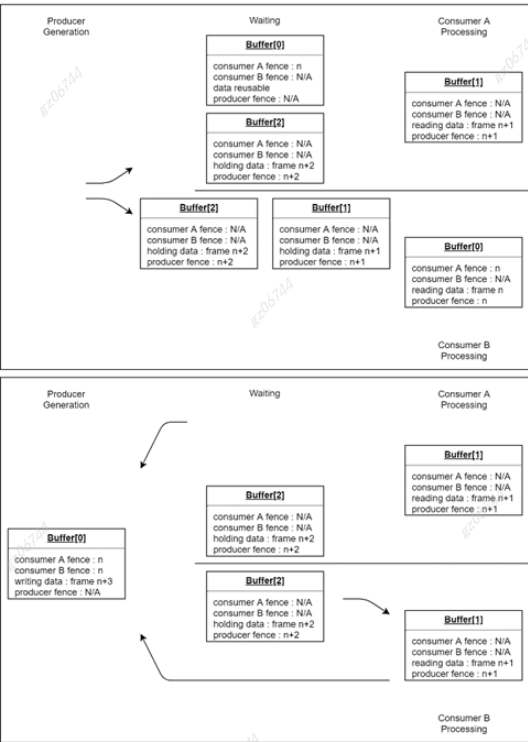 Producer
Generation
Waiting
Consumer A
Processing
Buffer[0]
consumer A fence : n
consumer B fence : N/A
data reusable
producer fence : N/A
Buffer[1]
consumer A fence : N/A
consumer B fence : N/A
reading data : frame n+1
producer fence : n+1
Buffer[2]
consumer A fence : N/A
consumer B fence : N/A
holding data : frame n+2
producer fence : n+2
Buffer[2]
consumer A fence : N/A
consumer B fence : N/A
holding data : frame n+2
producer fence : n+2
Buffer[1]
consumer A fence : N/A
consumer B fence : N/A
holding data : frame n+1
producer fence : n+1
Buffer[0]
consumer A fence : n
consumer B fence : N/A
reading data : frame n
producer fence : n
Consumer B
Processing
gz06744
gz06744
Producer
Generation
Waiting
Consumer A
Processing
Buffer[1]
consumer A fence : N/A
consumer B fence : N/A
reading data : frame n+1
producer fence : n+1
Buffer[2]
consumer A fence : N/A
consumer B fence : N/A
holding data : frame n+2
producer fence : n+2
Buffer[0]
consumer A fence : n
consumer B fence : n
writing data : frame n+3
producer fence : N/A
Buffer[2]
consumer A fence : N/A
consumer B fence : N/A
holding data : frame n+2
producer fence : n+2
Buffer[1]
consumer A fence : N/A
consumer B fence : N/A
reading data : frame n+1
producer fence : n+1
Consumer B
Processing